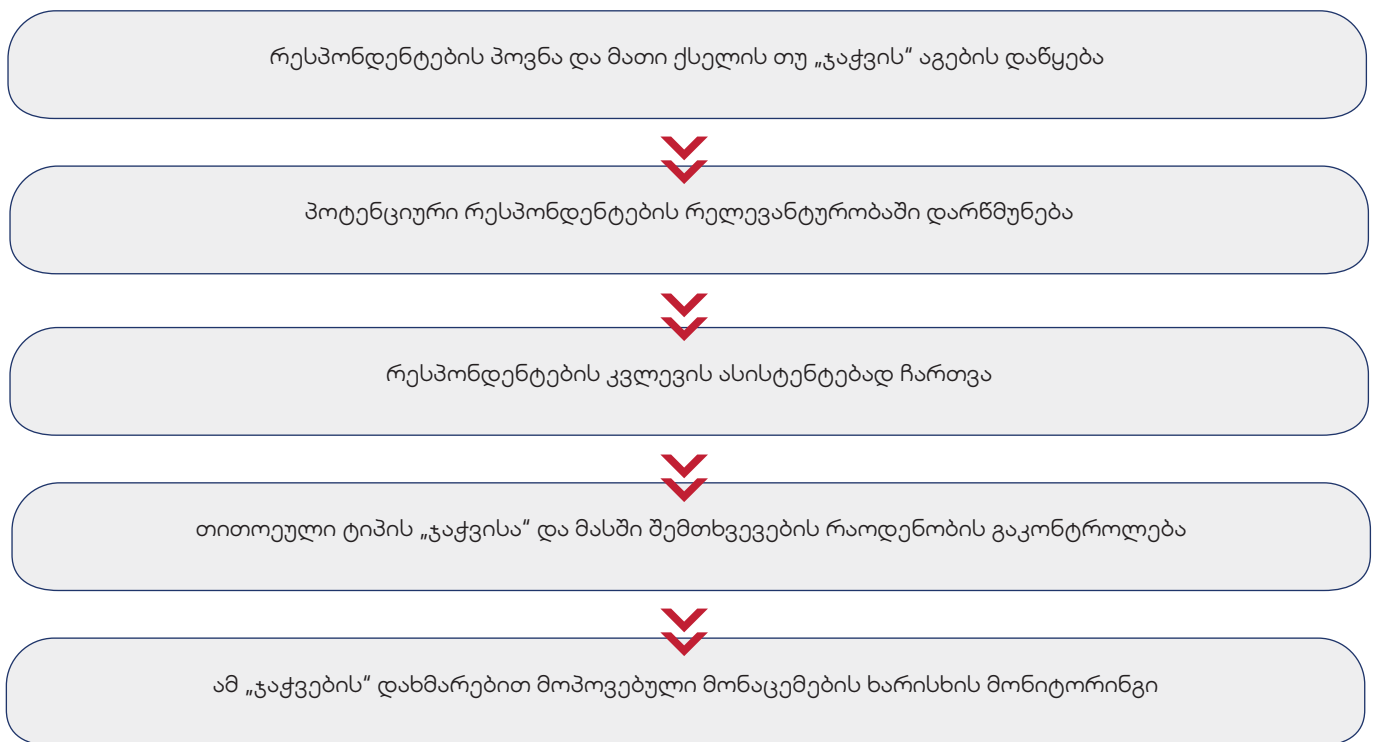 რესპონდენტების პოვნა და მათი ქსელის თუ „ჯაჭვის“ აგების დაწყება
პოტენციური რესპონდენტების რელევანტურობაში დარწმუნება
რესპონდენტების კვლევის ასისტენტებად ჩართვა
თითოეული ტიპის „ჯაჭვისა“ და მასში შემთხვევების რაოდენობის გაკონტროლება
ამ „ჯაჭვების“ დახმარებით მოპოვებული მონაცემების ხარისხის მონიტორინგი